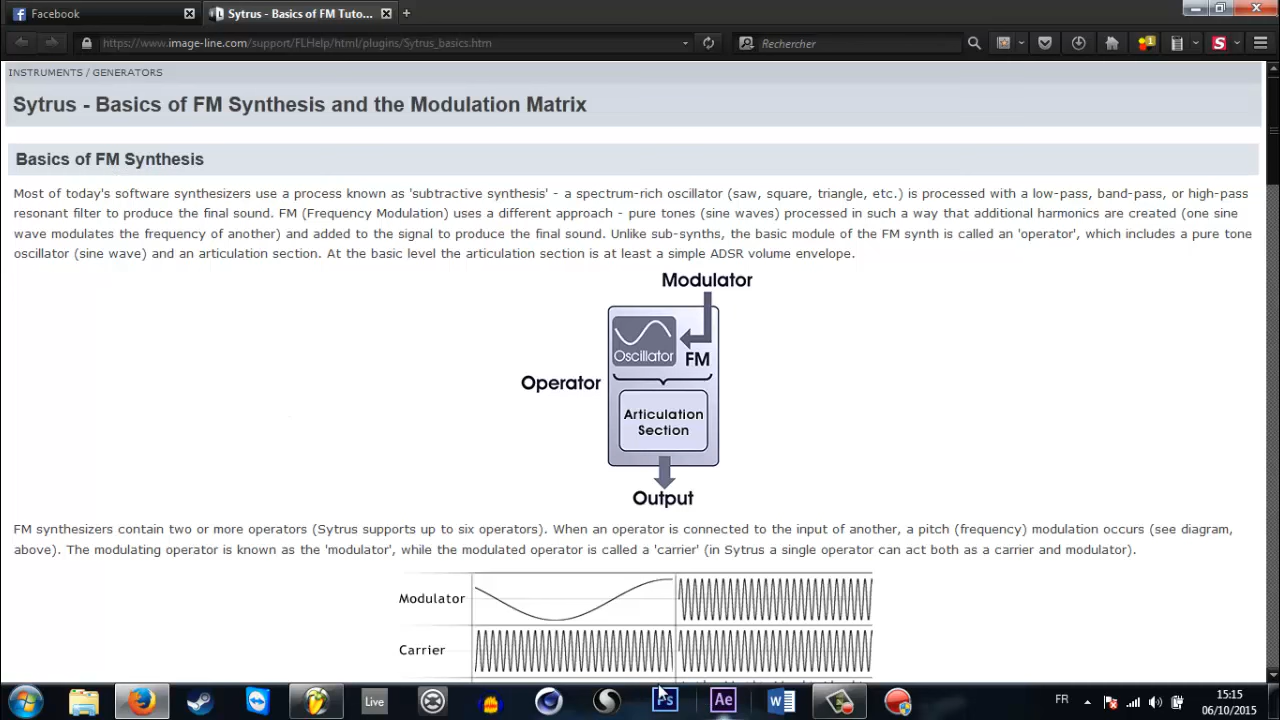 Facebook
Sytrus - Basics of FM Tuto...
https://www.image-line.com/support/FLHelp/html/plugins/Sytrus_basics.htm
Rechercher
INSTRUMENTS / GENERATORS
Sytrus - Basics of FM Synthesis and the Modulation Matrix
Basics of FM Synthesis
Most of today's software synthesizers use a process known as 'subtractive synthesis' - a spectrum-rich oscillator (saw, square, triangle, etc.) is processed with a low-pass, band-pass, or high-pass
resonant filter to produce the final sound. FM (Frequency Modulation) uses a different approach - pure tones (sine waves) processed in such a way that additional harmonics are created (one sine
wave modulates the frequency of another) and added to the signal to produce the final sound. Unlike sub-synths, the basic module of the FM synth is called an 'operator', which includes a pure tone
oscillator (sine wave) and an articulation section. At the basic level the articulation section is at least a simple ADSR volume envelope.
Modulator
Oscillator
FM
Operator
Articulation
Section
Output
FM synthesizers contain two or more operators (Sytrus supports up to six operators). When an operator is connected to the input of another, a pitch (frequency) modulation occurs (see diagram,
above). The modulating operator is known as the 'modulator', while the modulated operator is called a 'carrier' (in Sytrus a single operator can act both as a carrier and modulator).
Modulator
Carrier
Live
Ps
Ae
FR
15:15
06/10/2015